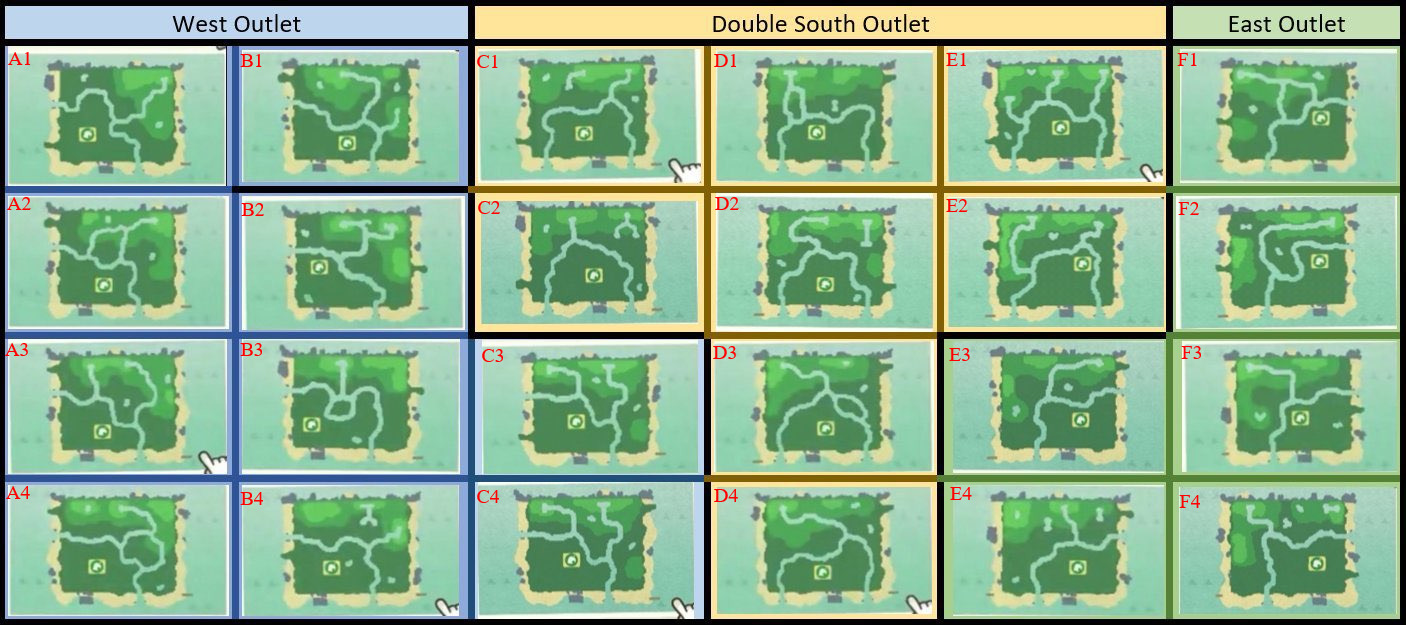 West Outlet Double South Outlet East Outlet
A1 B1 C1 D1 E1 F1
A2 B2 C2 D2 E2 F2
A3 B3 C3 D3 E3 F3
A4 B4 C4 D4 E4 F4